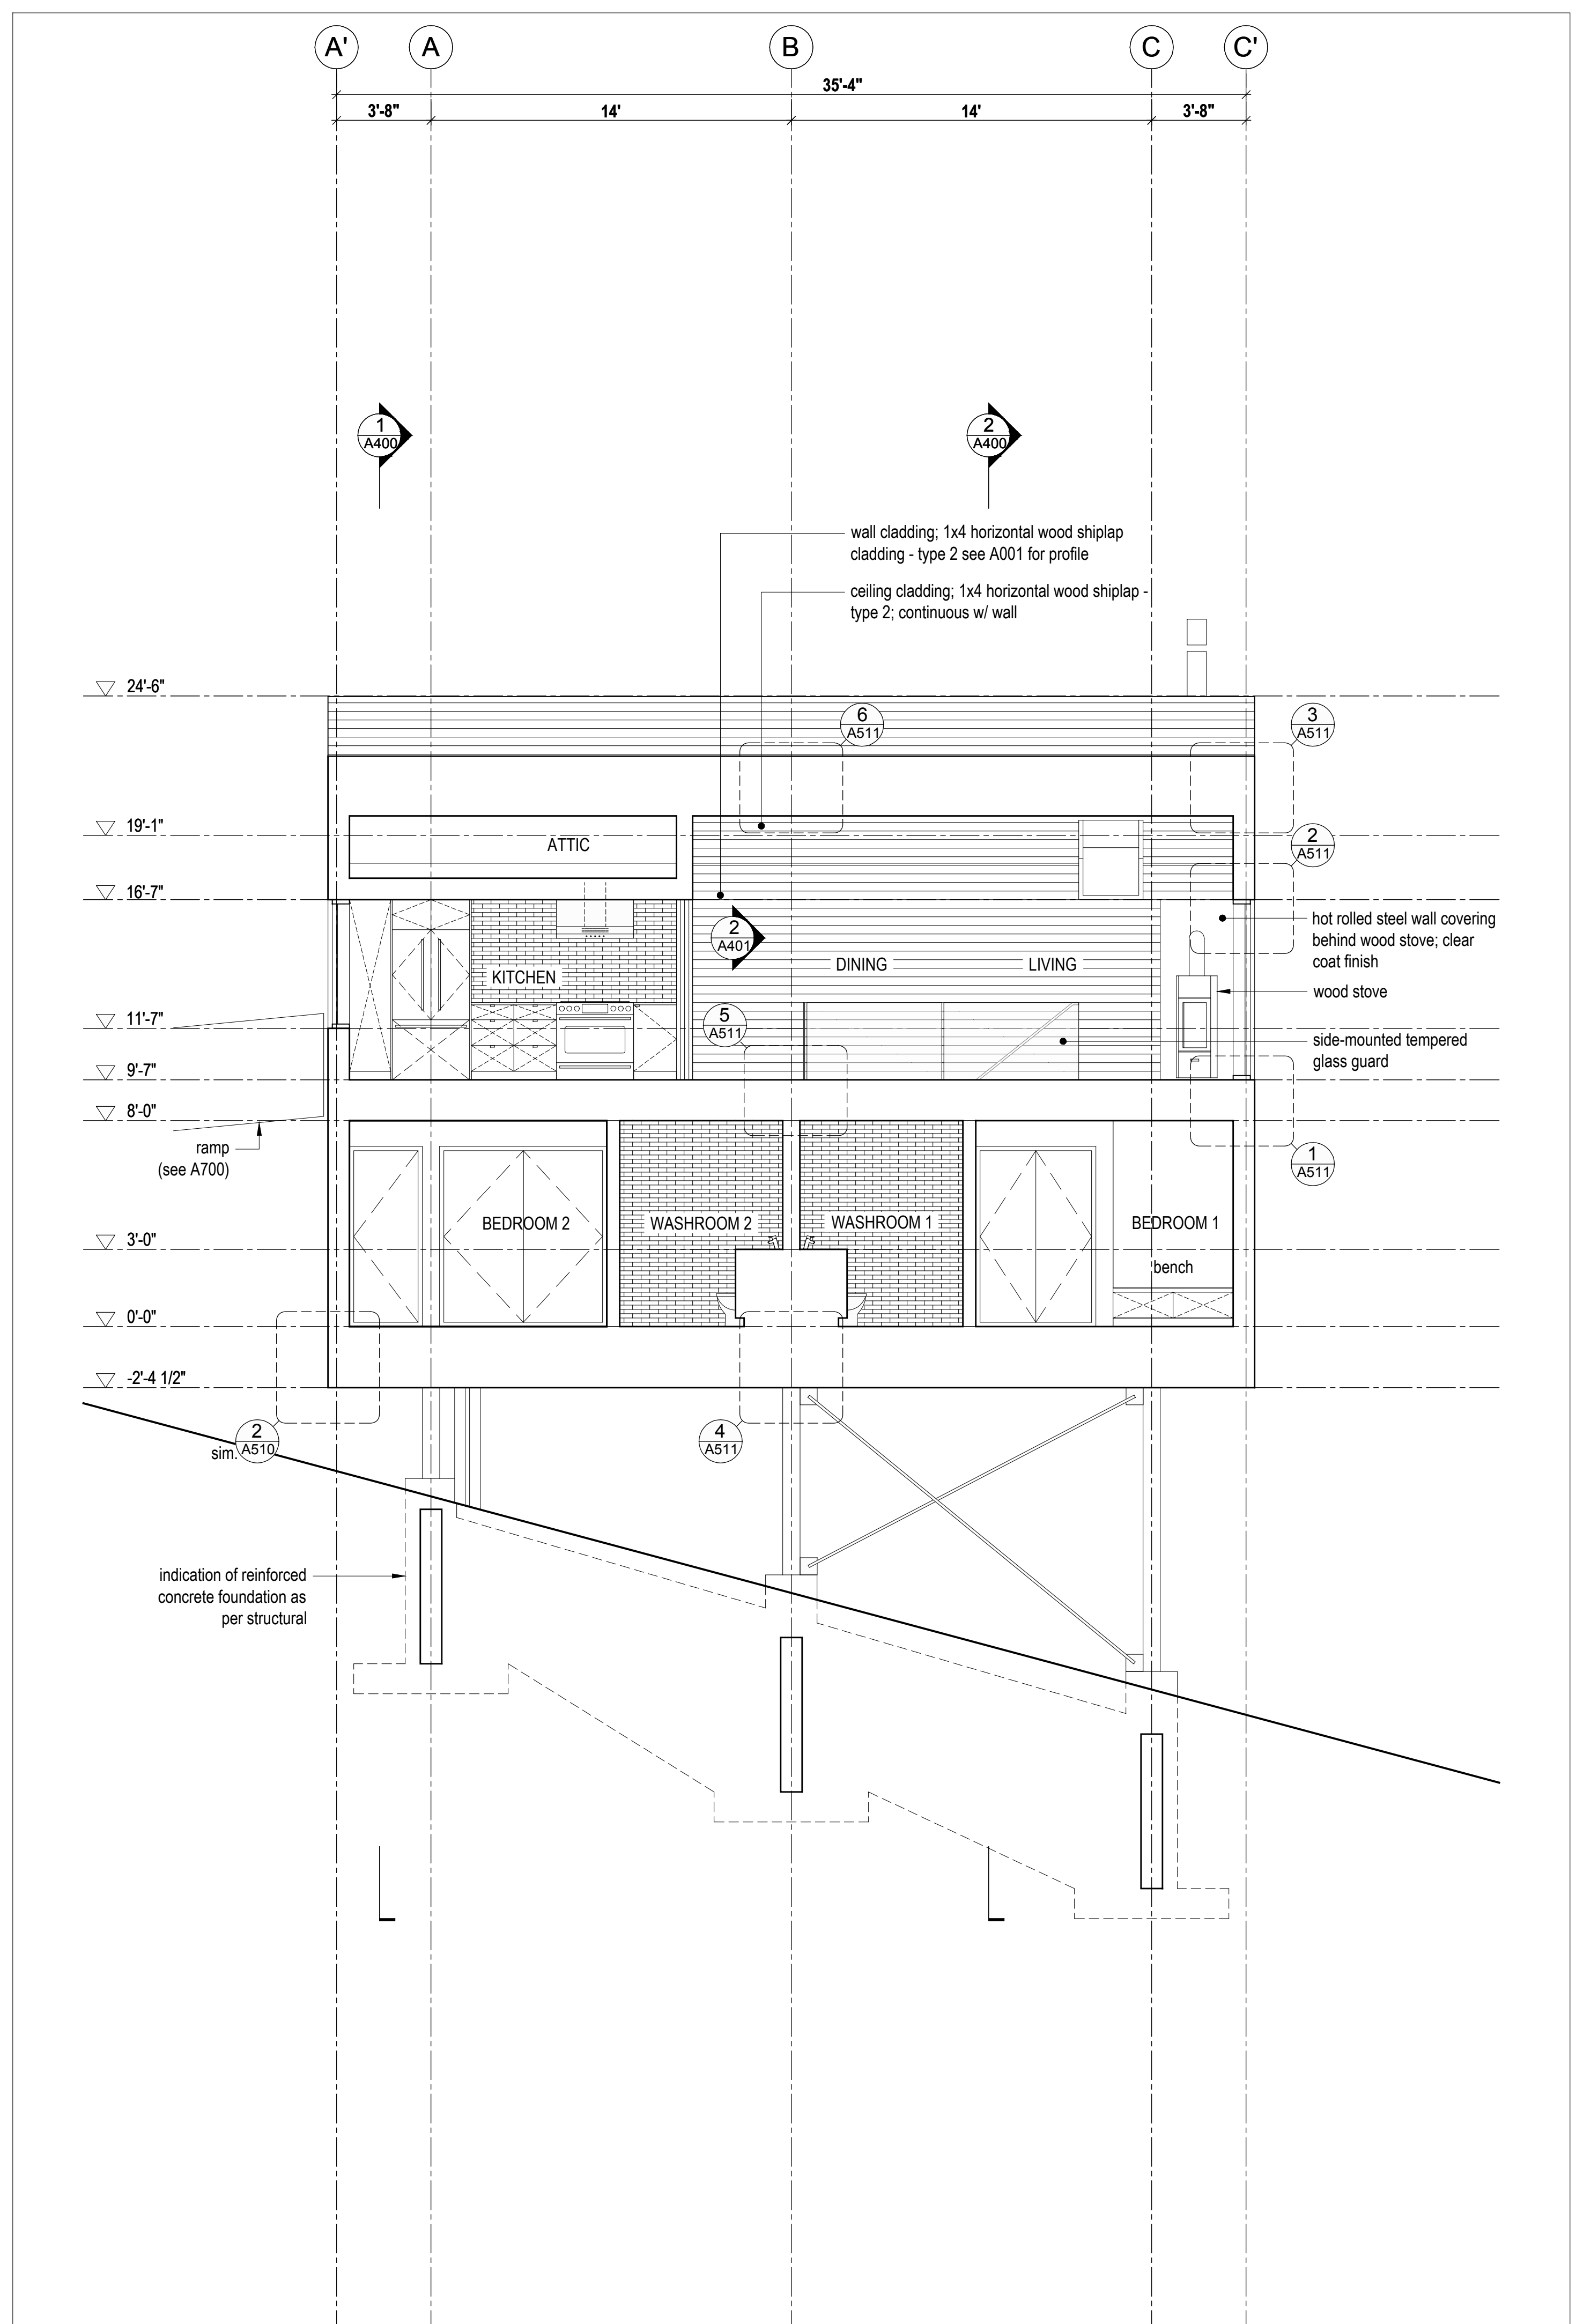 A' A B C C'
35'-4"
3'-8" 14' 14' 3'-8"
1
A400
2
A400
wall cladding; 1x4 horizontal wood shiplap
cladding - type 2 see A001 for profile
ceiling cladding; 1x4 horizontal wood shiplap -
type 2; continuous w/ wall
24'-6"
6
A511
3
A511
19'-1"
ATTIC
2
A511
16'-7"
hot rolled steel wall covering
behind wood stove; clear
coat finish
2
A401
KITCHEN
DINING
LIVING
wood stove
11'-7"
5
A511
side-mounted tempered
glass guard
9'-7"
8'-0"
ramp
(see A700)
1
A511
BEDROOM 2
WASHROOM 2
WASHROOM 1
BEDROOM 1
3'-0"
bench
0'-0"
-2'-4 1/2"
2
A510
sim.
4
A511
indication of reinforced
concrete foundation as
per structural